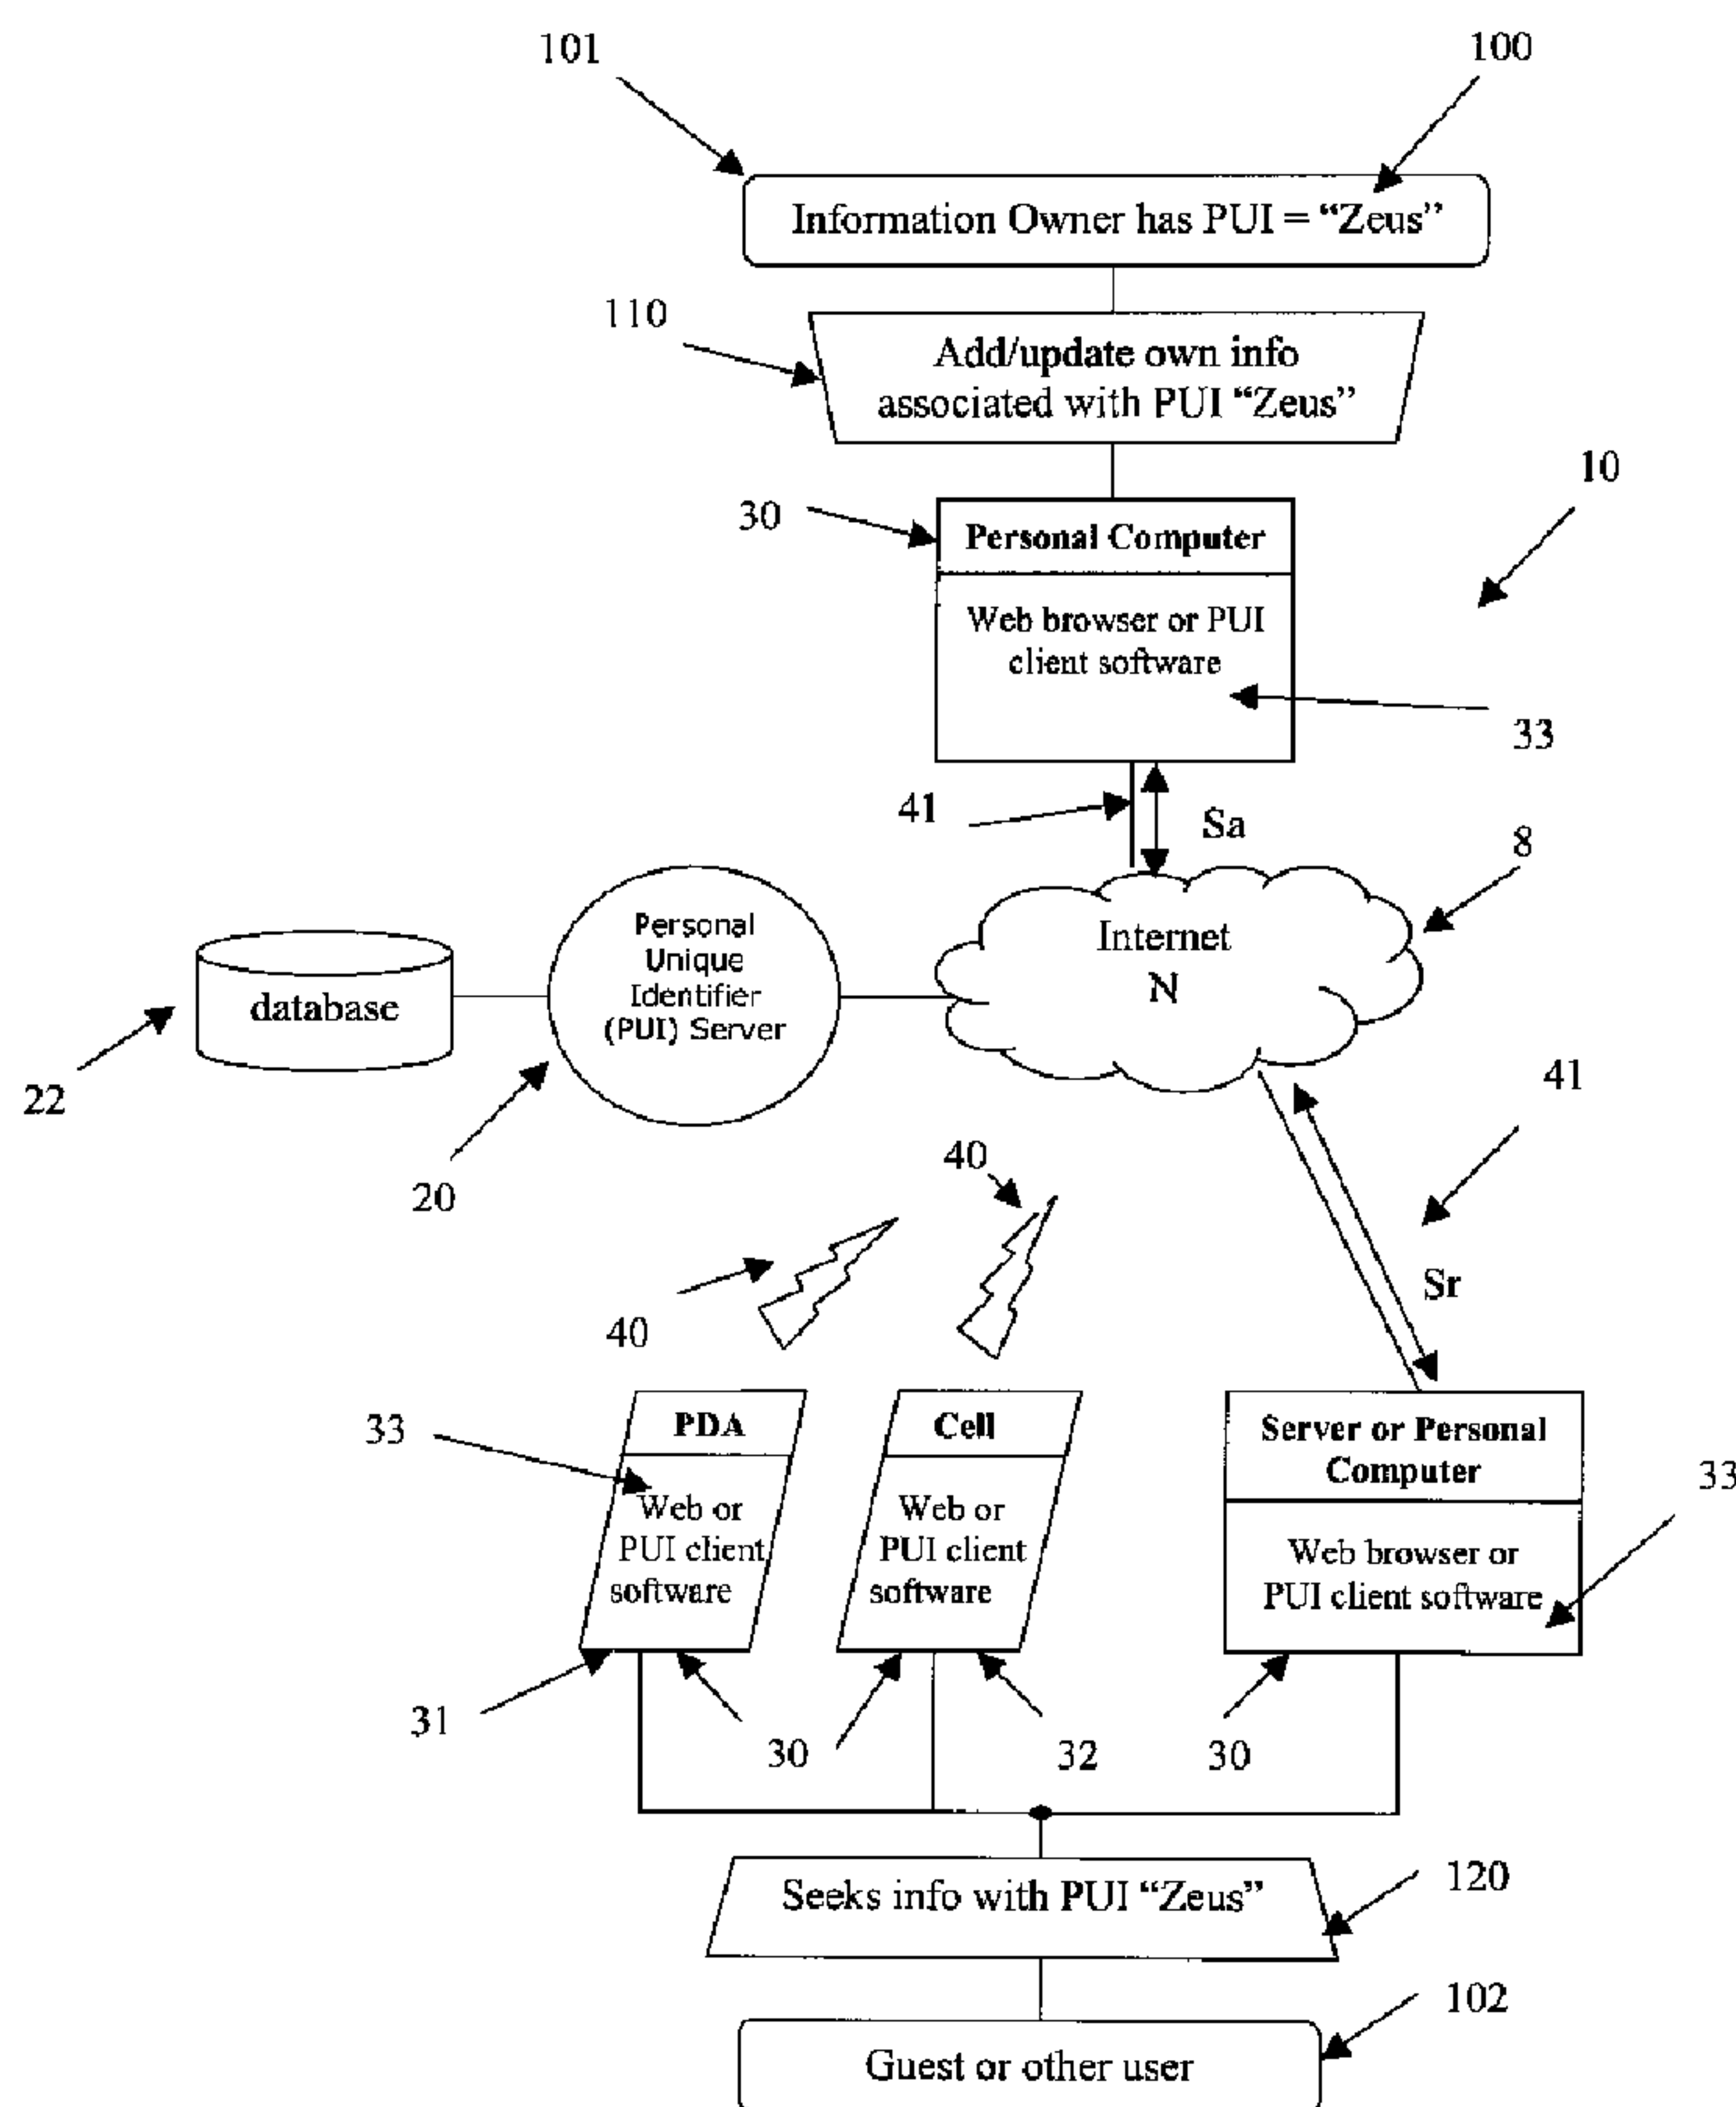 101
100
Information Owner has PUI = “Zeus”
110
Add/update own info
associated with PUI “Zeus”
10
30
Personal Computer
Web browser or PUI
client software
33
41
Sa
8
Personal
Unique
Identifier
(PUI) Server
Internet
N
database
22
20
41
40
40
Sr
33
PDA
Web or
PUI client
software
Cell
Web or
PUI client
software
Server or Personal
Computer
Web browser or
PUI client software
33
31
30
32
30
Seeks info with PUI “Zeus”
120
102
Guest or other user